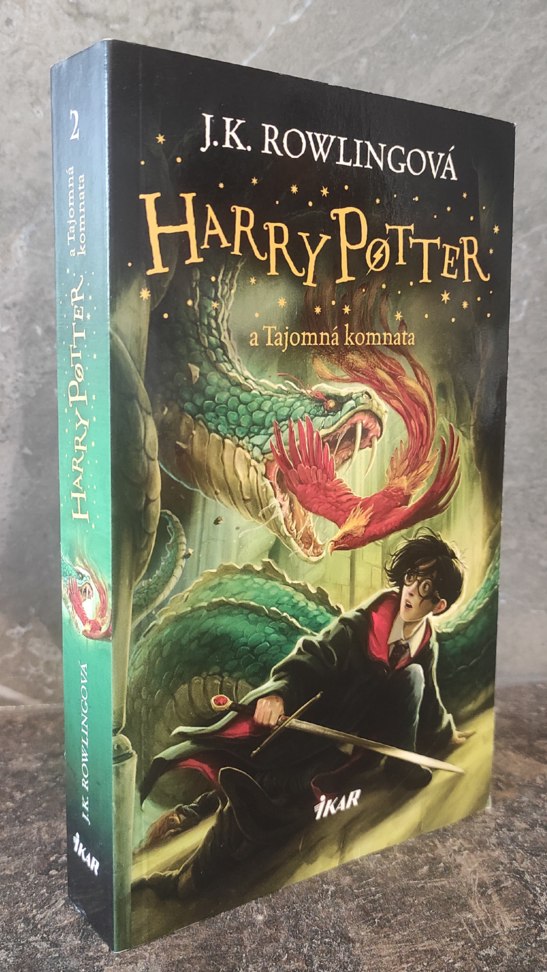 J.K. ROWLINGOVÁ
HARRY POTTER
a Tajomná komnata
IKAR
2
a Tajomná
komnata
HARRY POTTER
J.K. ROWLINGOVÁ
IKAR